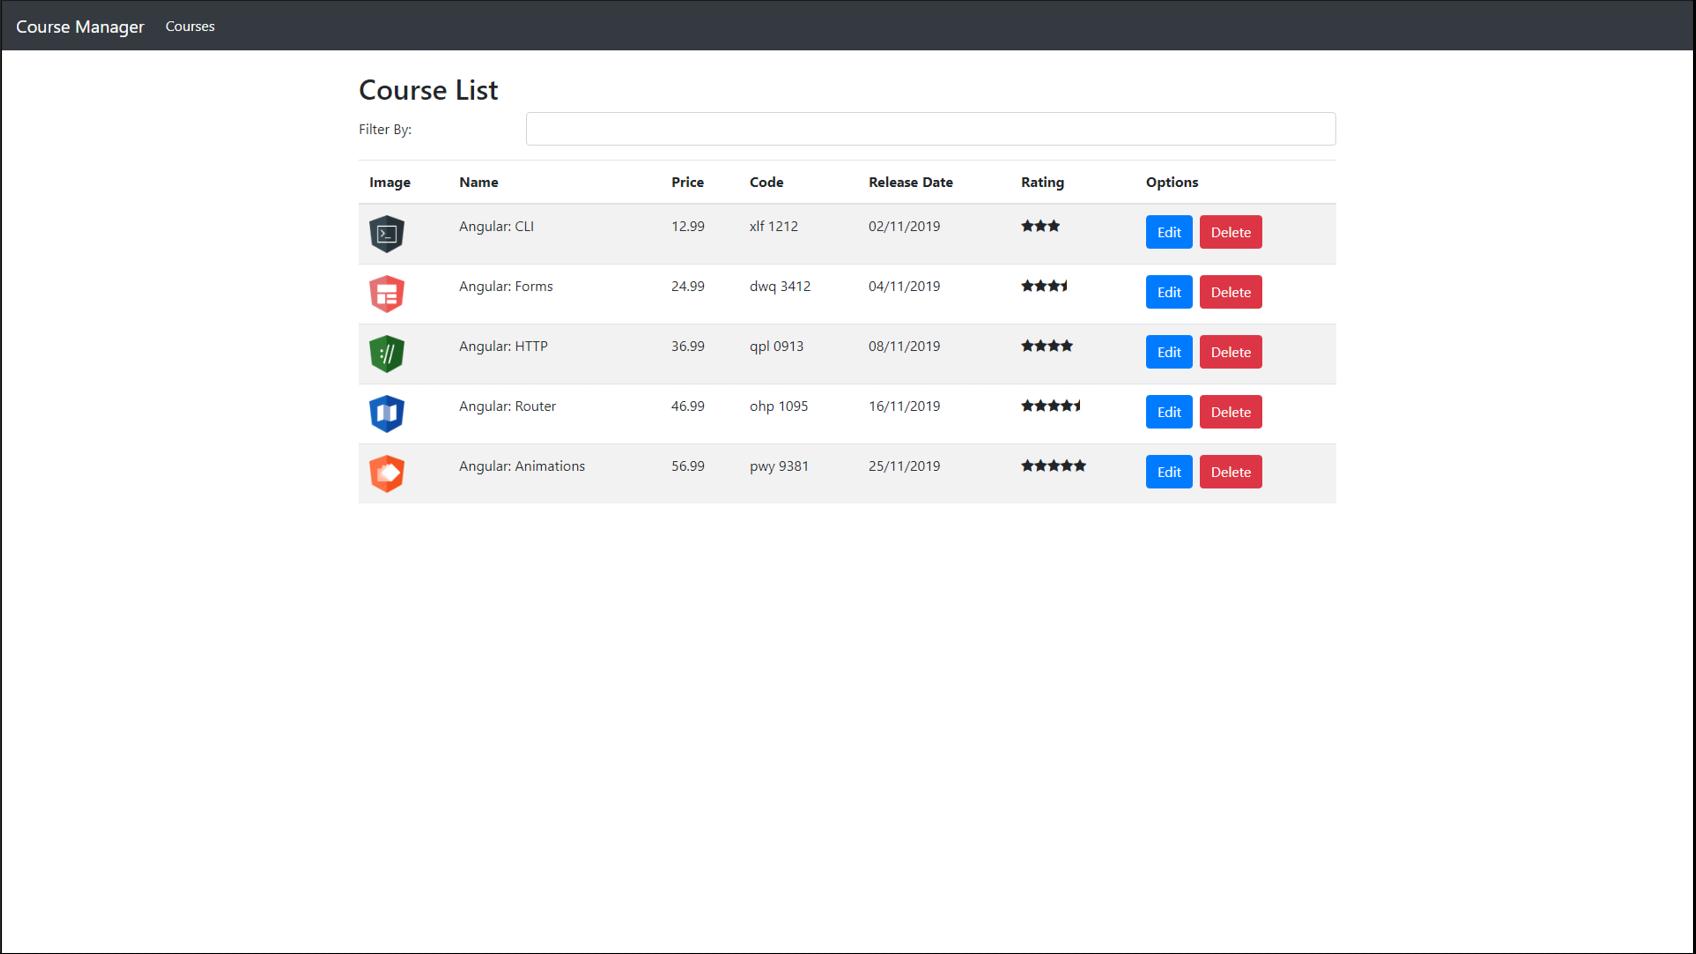 Course Manager Courses
Course List
Filter By:
Image Name Price Code Release Date Rating Options
Angular: CLI 12.99 xlf 1212 02/11/2019 Edit Delete
Angular: Forms 24.99 dwq 3412 04/11/2019 Edit Delete
Angular: HTTP 36.99 qpl 0913 08/11/2019 Edit Delete
Angular: Router 46.99 ohp 1095 16/11/2019 Edit Delete
Angular: Animations 56.99 pwy 9381 25/11/2019 Edit Delete